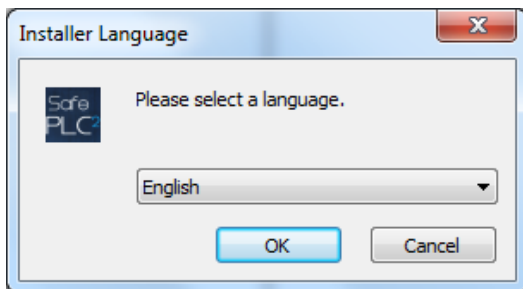 Installer Language
Safe
PLC²
Please select a language.
English
OK
Cancel